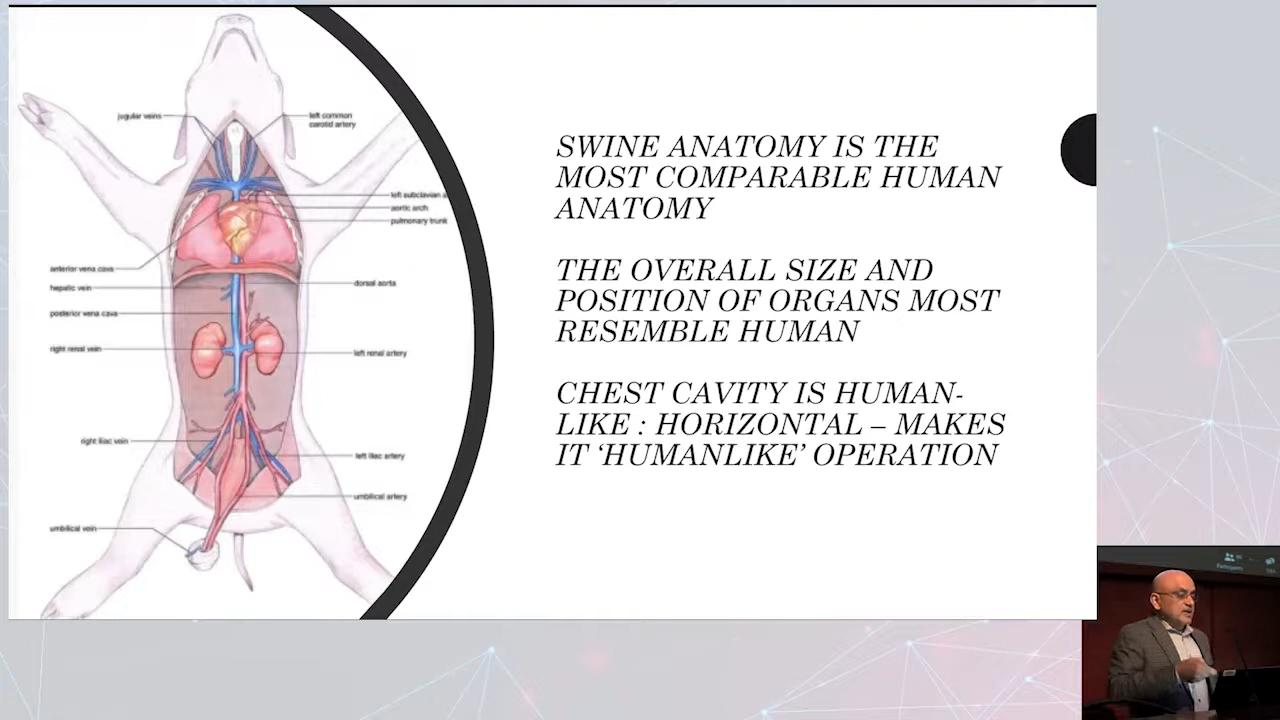 SWINE ANATOMY IS THE
MOST COMPARABLE HUMAN
ANATOMY
THE OVERALL SIZE AND
POSITION OF ORGANS MOST
RESEMBLE HUMAN
CHEST CAVITY IS HUMAN-
LIKE : HORIZONTAL – MAKES
IT ‘HUMANLIKE’ OPERATION
jugular veins
left common
carotid artery
left subclavian
aortic arch
pulmonary trunk
anterior vena cava
hepatic vein
dorsal aorta
posterior vena cava
right renal vein
left renal artery
right iliac vein
left iliac artery
umbilical artery
umbilical vein
Participants